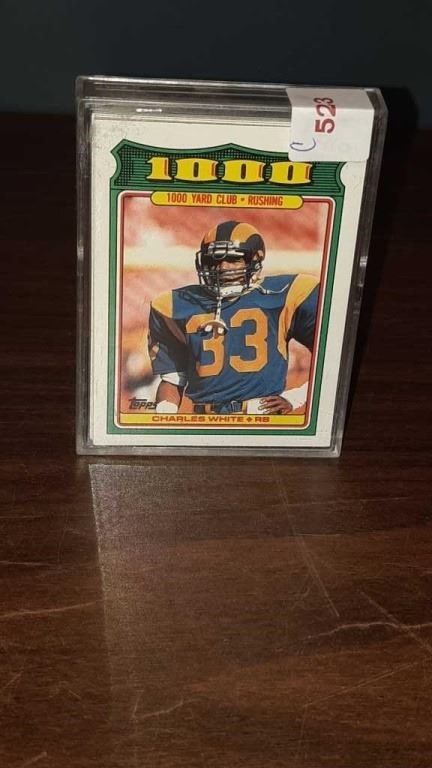 C
523
1000
1000 YARD CLUB • RUSHING
33
TOPPS
CHARLES WHITE ♦ RB